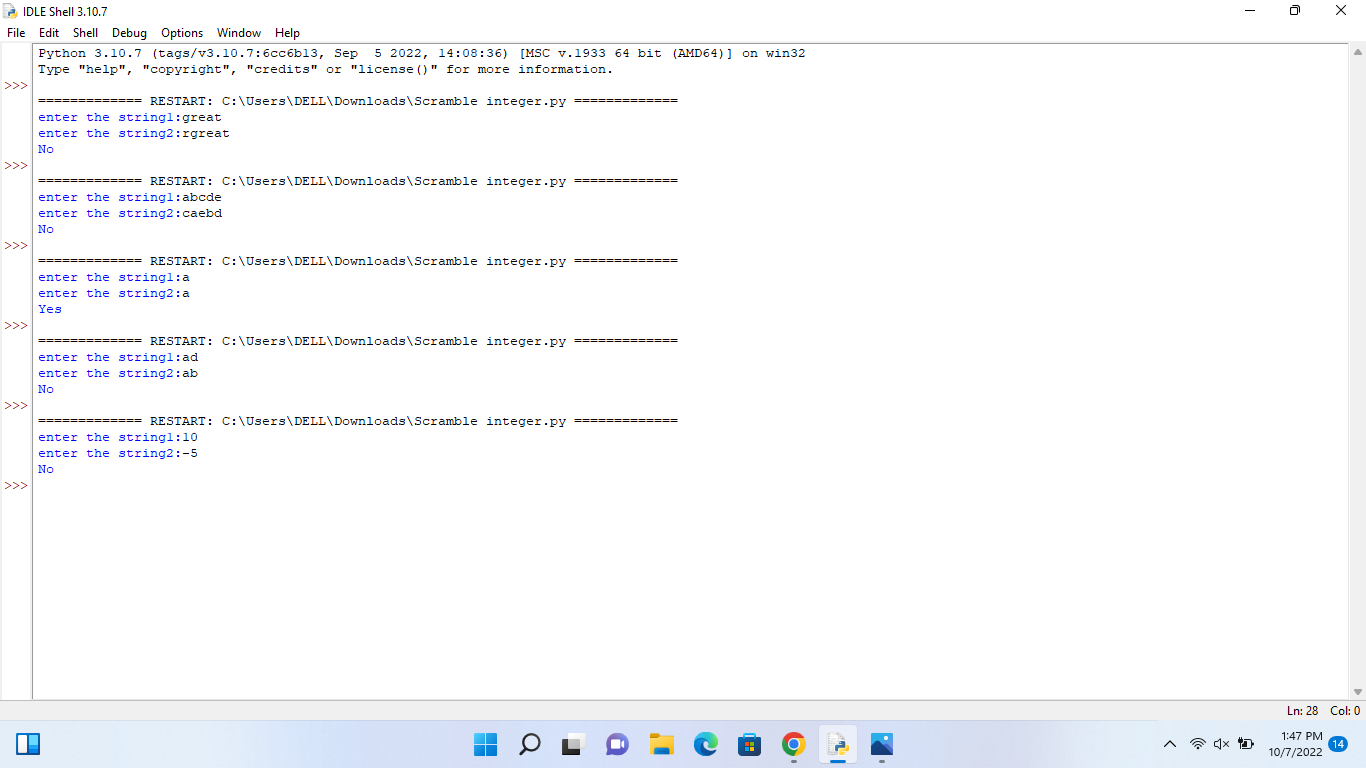 IDLE Shell 3.10.7
File Edit Shell Debug Options Window Help
Python 3.10.7 (tags/v3.10.7:6cc6b13, Sep  5 2022, 14:08:36) [MSC v.1933 64 bit (AMD64)] on win32
Type "help", "copyright", "credits" or "license()" for more information.
>>>
============= RESTART: C:\Users\DELL\Downloads\Scramble integer.py =============
enter the string1:great
enter the string2:rgreat
No
>>>
============= RESTART: C:\Users\DELL\Downloads\Scramble integer.py =============
enter the string1:abcde
enter the string2:caebd
No
>>>
============= RESTART: C:\Users\DELL\Downloads\Scramble integer.py =============
enter the string1:a
enter the string2:a
Yes
>>>
============= RESTART: C:\Users\DELL\Downloads\Scramble integer.py =============
enter the string1:ad
enter the string2:ab
No
>>>
============= RESTART: C:\Users\DELL\Downloads\Scramble integer.py =============
enter the string1:10
enter the string2:-5
No
>>>
Ln: 28 Col: 0
1:47 PM
10/7/2022 14